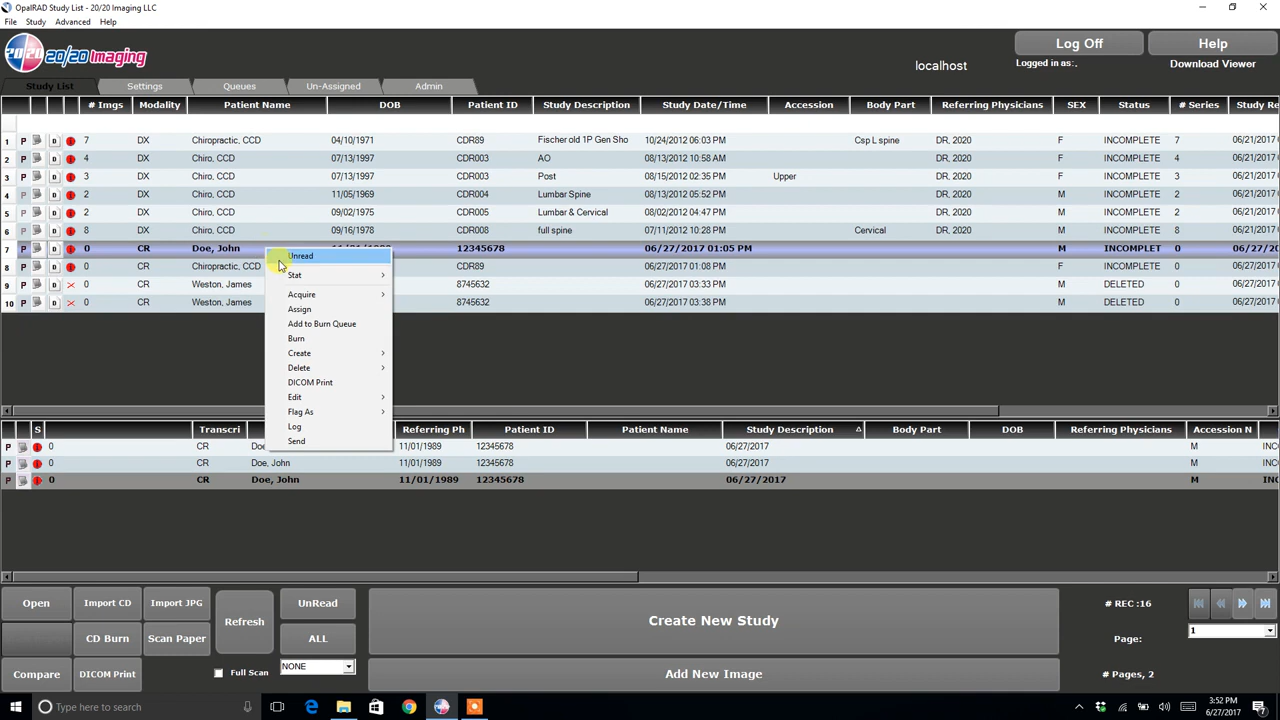 OpalRAD Study List - 20/20 Imaging LLC
File Study Advanced Help
20/20 20/20 Imaging
localhost
Log Off Help
Logged in as:. Download Viewer
Study List Settings Queues Un-Assigned Admin
# Imgs Modality Patient Name DOB Patient ID Study Description Study Date/Time Accession Body Part Referring Physicians SEX Status # Series Study Re
1 P D 7 DX Chiropractic, CCD 04/10/1971 CDR89 Fischer old 1P Gen Sho 10/24/2012 06:03 PM Csp L spine DR. 2020 F INCOMPLETE 7 06/21/2017
2 P D 4 DX Chiro, CCD 07/13/1997 CDR003 AO 08/13/2012 10:58 AM DR. 2020 F INCOMPLETE 4 06/21/2017
3 P D 3 DX Chiro, CCD 07/13/1997 CDR003 Post 08/15/2012 02:35 PM Upper DR. 2020 F INCOMPLETE 3 06/21/2017
4 P D 2 DX Chiro, CCD 11/05/1969 CDR004 Lumbar Spine 08/13/2012 05:52 PM DR. 2020 M INCOMPLETE 2 06/21/2017
5 P D 2 DX Chiro, CCD 09/02/1975 CDR005 Lumbar & Cervical 08/02/2012 04:47 PM DR. 2020 M INCOMPLETE 2 06/21/2017
6 P D 8 DX Chiro, CCD 09/16/1978 CDR005 full spine 07/11/2012 10:28 PM Cervical DR. 2020 M INCOMPLETE 8 06/21/2017
7 P D 0 CR Doe, John 12345678 06/27/2017 01:05 PM M INCOMPLET 0 06/27/20
8 P D 0 CR Chiropractic, CCD CDR89 06/27/2017 01:08 PM F INCOMPLETE 0 06/27/2017
9 P D 0 CR Weston, James 8745632 06/27/2017 03:33 PM M DELETED 0 06/27/2017
10 P D 0 CR Weston, James 8745632 06/27/2017 03:38 PM M DELETED 0 06/27/2017
Unread
Stat
Acquire
Assign
Add to Burn Queue
Burn
Create
Delete
DICOM Print
Edit
Flag As
Log
Send
S Transcri Referring Ph Patient ID Patient Name Study Description Body Part DOB Referring Physicians Accession N
P 0 CR Doe 11/01/1989 12345678 06/27/2017 M INC
P 0 CR Doe, John 11/01/1989 12345678 06/27/2017 M INC
P 0 CR Doe, John 11/01/1989 12345678 06/27/2017 M IN
Open Import CD Import JPG Refresh UnRead Create New Study # REC :16
CD Burn Scan Paper ALL Page: 1
Compare DICOM Print Full Scan NONE Add New Image # Pages, 2
Type here to search
3:52 PM
6/27/2017